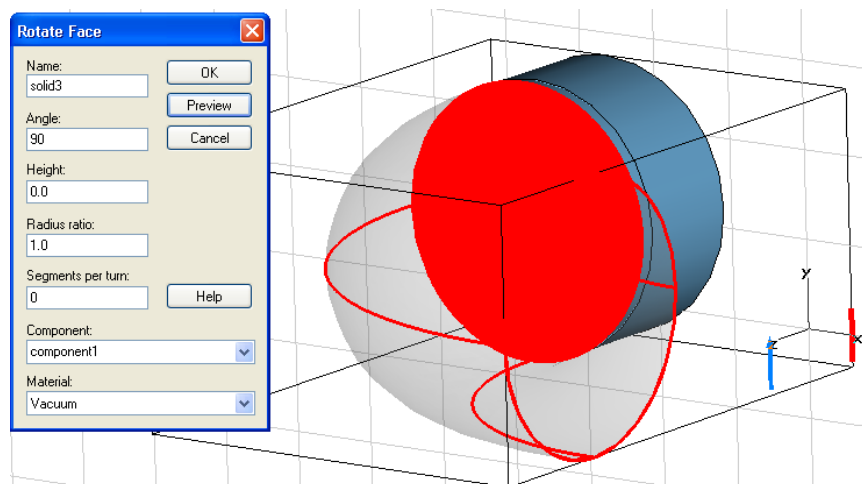 Rotate Face
Name:
solid3
OK
Preview
Angle:
90
Cancel
Height:
0.0
Radius ratio:
1.0
Segments per turn:
0
Help
Component:
component1
Material:
Vacuum
y
z
x